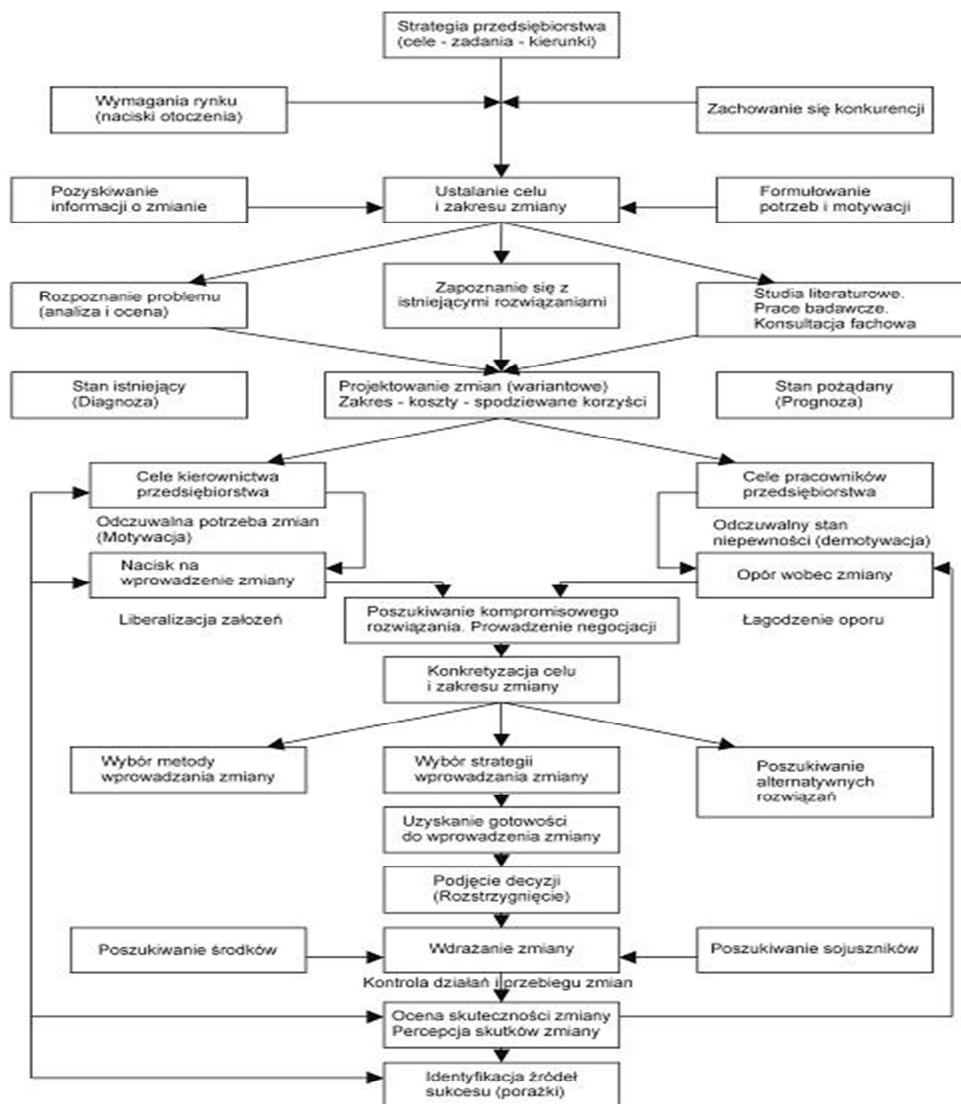 Strategia przedsiębiorstwa
(cele - zadania - kierunki)
Wymagania rynku
(naciski otoczenia)
Zachowanie się konkurencji
Pozyskiwanie
informacji o zmianie
Ustalanie celu
i zakresu zmiany
Formułowanie
potrzeb i motywacji
Rozpoznanie problemu
(analiza i ocena)
Zapoznanie się z
istniejącymi rozwiązaniami
Studia literaturowe.
Prace badawcze.
Konsultacja fachowa
Stan istniejący
(Diagnoza)
Projektowanie zmian (wariantowe)
Zakres - koszty - spodziewane korzyści
Stan pożądany
(Prognoza)
Cele kierownictwa
przedsiębiorstwa
Cele pracowników
przedsiębiorstwa
Odczuwalna potrzeba zmian
(Motywacja)
Odczuwalny stan
niepewności (demotywacja)
Nacisk na
wprowadzenie zmiany
Opór wobec zmiany
Liberalizacja założeń
Poszukiwanie kompromisowego
rozwiązania. Prowadzenie negocjacji
Łagodzenie oporu
Konkretyzacja celu
i zakresu zmiany
Wybór metody
wprowadzania zmiany
Wybór strategii
wprowadzania zmiany
Poszukiwanie
alternatywnych
rozwiązań
Uzyskanie gotowości
do wprowadzenia zmiany
Podjęcie decyzji
(Rozstrzygnięcie)
Poszukiwanie środków
Wdrażanie zmiany
Poszukiwanie sojuszników
Kontrola działań i przebiegu zmian
Ocena skuteczności zmiany
Percepcja skutków zmiany
Identyfikacja źródeł
sukcesu (porażki)